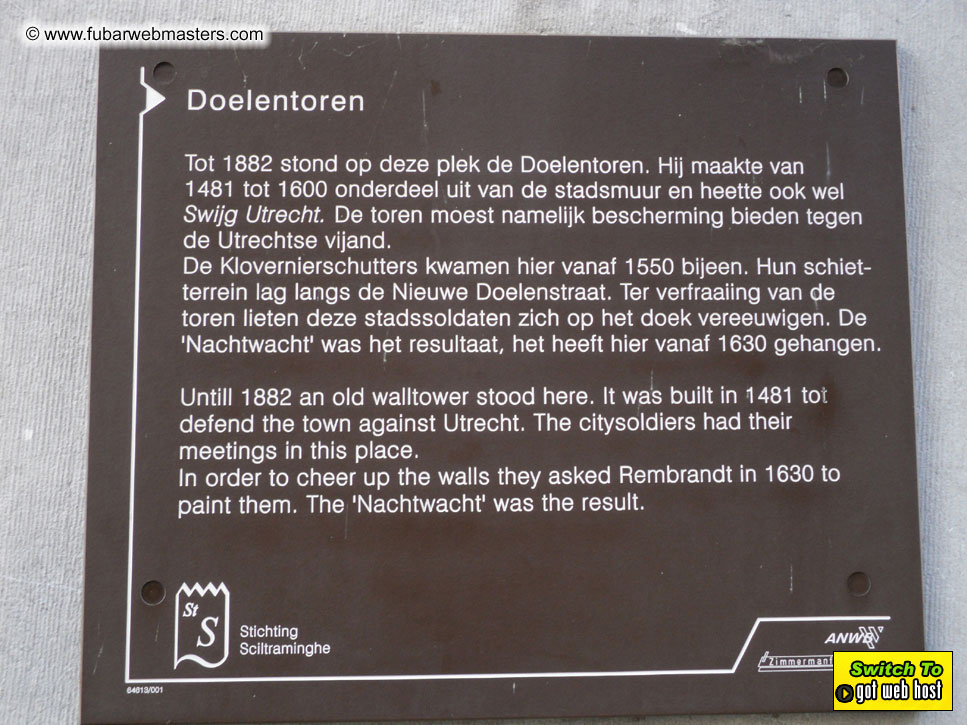 © www.fubarwebmasters.com
Doelentoren
Tot 1882 stond op deze plek de Doelentoren. Hij maakte van
1481 tot 1600 onderdeel uit van de stadsmuur en heette ook wel
Swijg Utrecht. De toren moest namelijk bescherming bieden tegen
de Utrechtse vijand.
De Klovernierschutters kwamen hier vanaf 1550 bijeen. Hun schiet-
terrein lag langs de Nieuwe Doelenstraat. Ter verfraaiing van de
toren lieten deze stadssoldaten zich op het doek vereeuwigen. De
'Nachtwacht' was het resultaat, het heeft hier vanaf 1630 gehangen.
Untill 1882 an old walltower stood here. It was built in 1481 tot
defend the town against Utrecht. The citysoldiers had their
meetings in this place.
In order to cheer up the walls they asked Rembrandt in 1630 to
paint them. The 'Nachtwacht' was the result.
St
S
Stichting
Sciltraminghe
ANWB
64613/001
Switch To
got web host